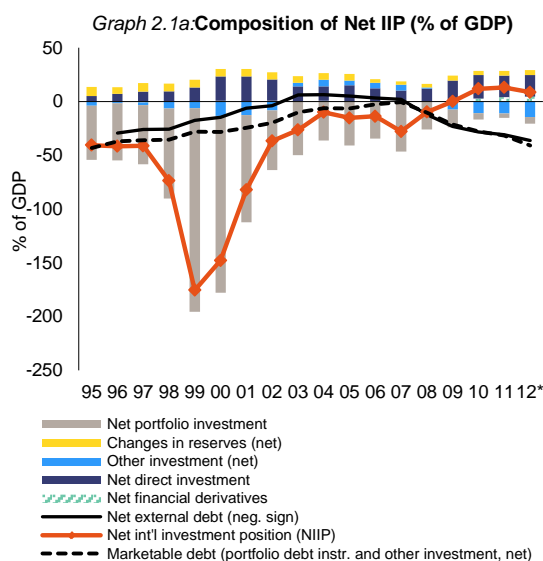 Graph 2.1a: Composition of Net IIP (% of GDP)
50
0
-50
-100
-150
-200
-250
% of GDP
95 96 97 98 99 00 01 02 03 04 05 06 07 08 09 10 11 12*
Net portfolio investment
Changes in reserves (net)
Other investment (net)
Net direct investment
Net financial derivatives
Net external debt (neg. sign)
Net int'l investment position (NIIP)
Marketable debt (portfolio debt instr. and other investment, net)